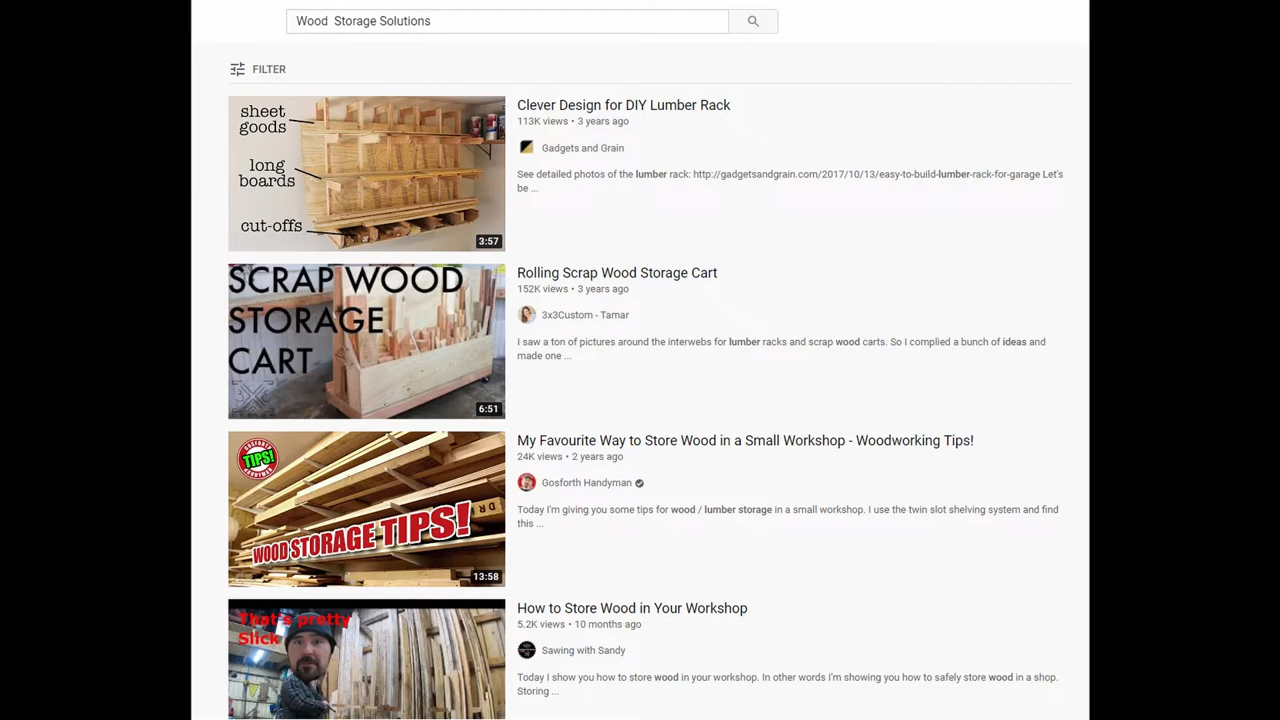 Wood  Storage Solutions
FILTER
sheet
goods
long
boards
cut-offs
3:57
Clever Design for DIY Lumber Rack
113K views • 3 years ago
Gadgets and Grain
See detailed photos of the lumber rack: http://gadgetsandgrain.com/2017/10/13/easy-to-build-lumber-rack-for-garage Let's
be ...
SCRAP WOOD
STORAGE
CART
6:51
Rolling Scrap Wood Storage Cart
152K views • 3 years ago
3x3Custom - Tamar
I saw a ton of pictures around the interwebs for lumber racks and scrap wood carts. So I complied a bunch of ideas and
made one ...
GOSFORTH
TIPS!
HANDYMAN
DR
WOOD STORAGE TIPS!
13:58
My Favourite Way to Store Wood in a Small Workshop - Woodworking Tips!
24K views • 2 years ago
Gosforth Handyman
Today I'm giving you some tips for wood / lumber storage in a small workshop. I use the twin slot shelving system and find
this ...
That's pretty
Slick
How to Store Wood in Your Workshop
5.2K views • 10 months ago
Sawing with Sandy
Today I show you how to store wood in your workshop. In other words I'm showing you how to safely store wood in a shop.
Storing ...